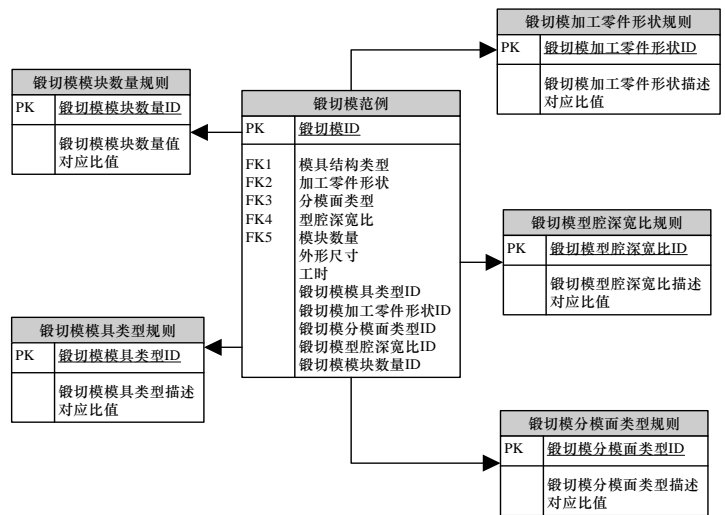 锻切模加工零件形状规则
PK 锻切模加工零件形状ID
锻切模加工零件形状描述
对应比值
锻切模模块数量规则
PK 锻切模模块数量ID
锻切模模块数量值
对应比值
锻切模范例
PK 锻切模ID
FK1 模具结构类型
FK2 加工零件形状
FK3 分模面类型
FK4 型腔深宽比
FK5 模块数量
外形尺寸
工时
锻切模模具类型ID
锻切模加工零件形状ID
锻切模分模面类型ID
锻切模型腔深宽比ID
锻切模模块数量ID
锻切模型腔深宽比规则
PK 锻切模型腔深宽比ID
锻切模型腔深宽比描述
对应比值
锻切模模具类型规则
PK 锻切模模具类型ID
锻切模模具类型描述
对应比值
锻切模分模面类型规则
PK 锻切模分模面类型ID
锻切模分模面类型描述
对应比值